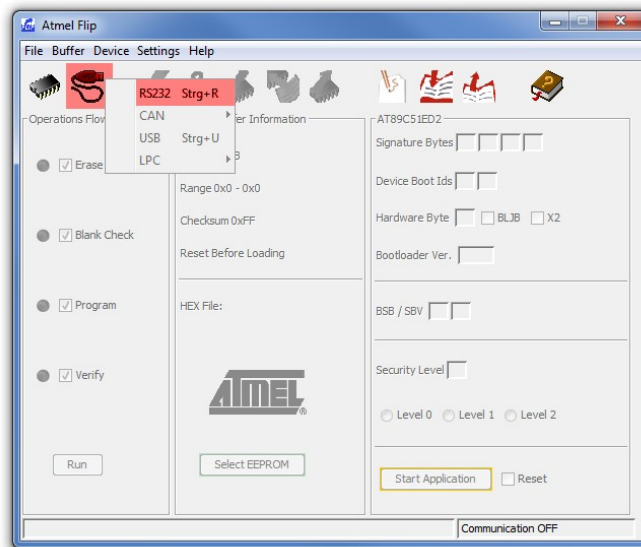 Atmel Flip
File Buffer Device Settings Help
RS232 Strg+R
CAN
USB Strg+U
LPC
Operations Flow
Erase
Blank Check
Program
Verify
Run
Information
Range 0x0 - 0x0
Checksum 0xFF
Reset Before Loading
HEX File:
ATMEL
®
Select EEPROM
AT89C51ED2
Signature Bytes
Device Boot Ids
Hardware Byte BLJB X2
Bootloader Ver.
BSB / SBV
Security Level
Level 0 Level 1 Level 2
Start Application Reset
Communication OFF